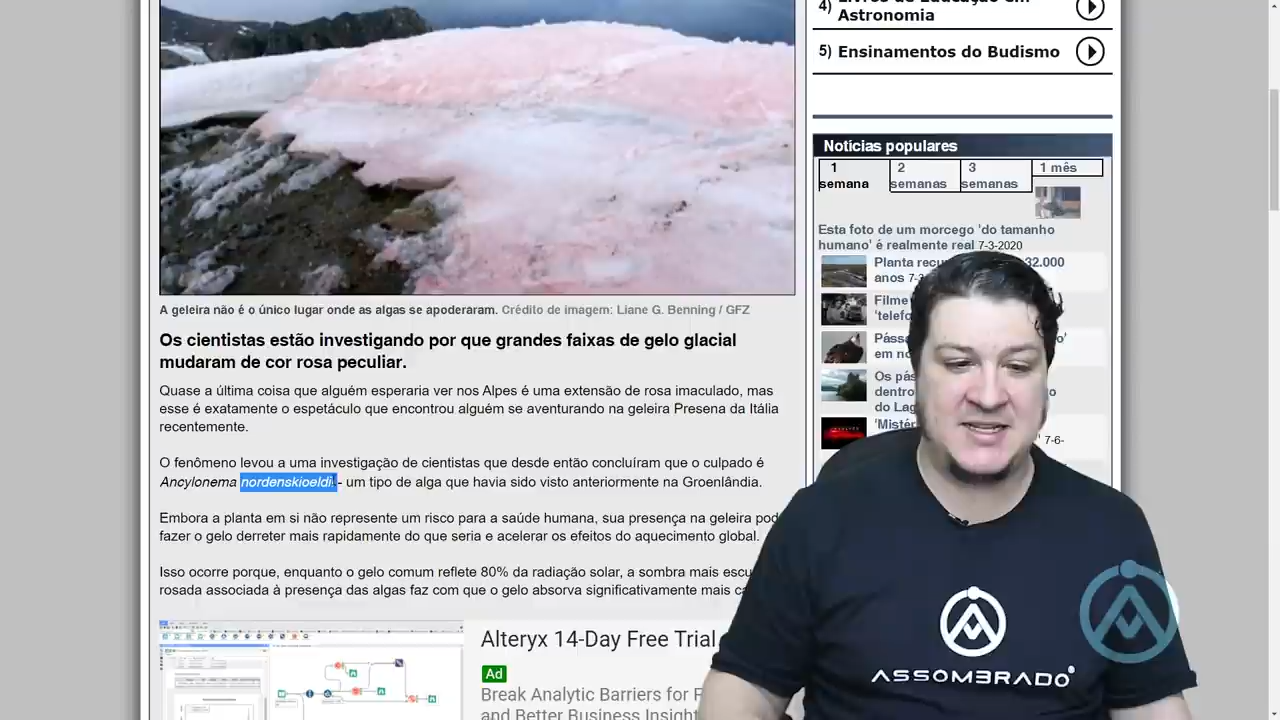 4)
Astronomia
5) Ensinamentos do Budismo
Notícias populares
1 semana
2 semanas
3 semanas
1 mês
Esta foto de um morcego 'do tamanho
humano' é realmente real 7-3-2020
Planta 32.000
anos
Filme
Os
dentro
do
'Misté
7-6-
A geleira não é o único lugar onde as algas se apoderaram. Crédito de imagem: Liane G. Benning / GFZ
Os cientistas estão investigando por que grandes faixas de gelo glacial
mudaram de cor rosa peculiar.
Quase a última coisa que alguém esperaria ver nos Alpes é uma extensão de rosa imaculado, mas
esse é exatamente o espetáculo que encontrou alguém se aventurando na geleira Presena da Itália
recentemente.
O fenômeno levou a uma investigação de cientistas que desde então concluíram que o culpado é
Ancylonema nordenskioeldii - um tipo de alga que havia sido visto anteriormente na Groenlândia.
Embora a planta em si não represente um risco para a saúde humana, sua presença na geleira pod
fazer o gelo derreter mais rapidamente do que seria e acelerar os efeitos do aquecimento global.
Isso ocorre porque, enquanto o gelo comum reflete 80% da radiação solar, a sombra mais escu
rosada associada à presença das algas faz com que o gelo absorva significativamente mais ca
Alteryx 14-Day Free Tria
Ad
Break Analytic Barriers for F
and Better Business Insight
ASSOMBRADO